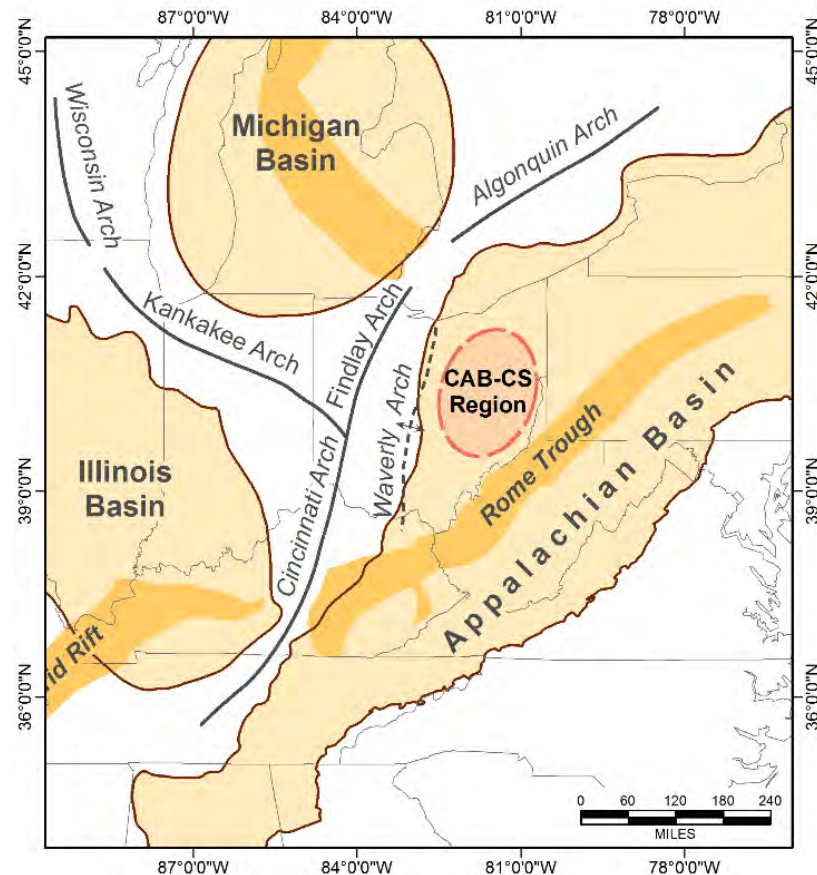 87°0'0"W 84°0'0"W 81°0'0"W 78°0'0"W
45°0'0"N
45°0'0"N
Wisconsin Arch
Michigan
Basin
Algonquin Arch
42°0'0"N
42°0'0"N
Kankakee Arch
Findlay Arch
CAB-CS
Region
Waverly Arch
Rome Trough
Appalachian Basin
Illinois
Basin
39°0'0"N
39°0'0"N
Cincinnati Arch
rid Rift
36°0'0"N
36°0'0"N
0 60 120 180 240
MILES
87°0'0"W 84°0'0"W 81°0'0"W 78°0'0"W